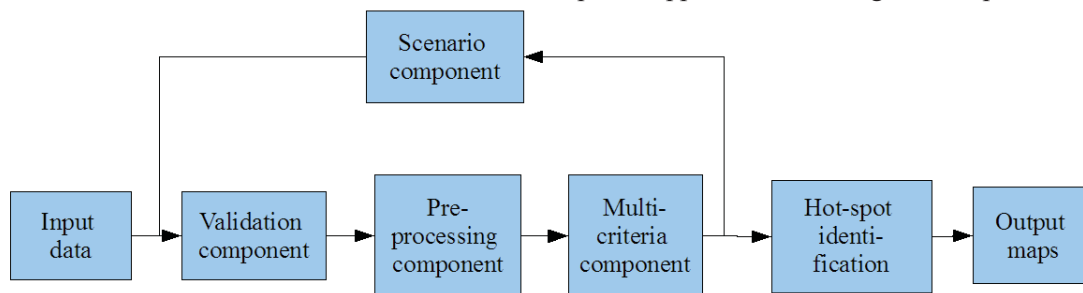 Scenario
component
Input
data
Validation
component
Pre-
processing
component
Multi-
criteria
component
Hot-spot
identi-
fication
Output
maps